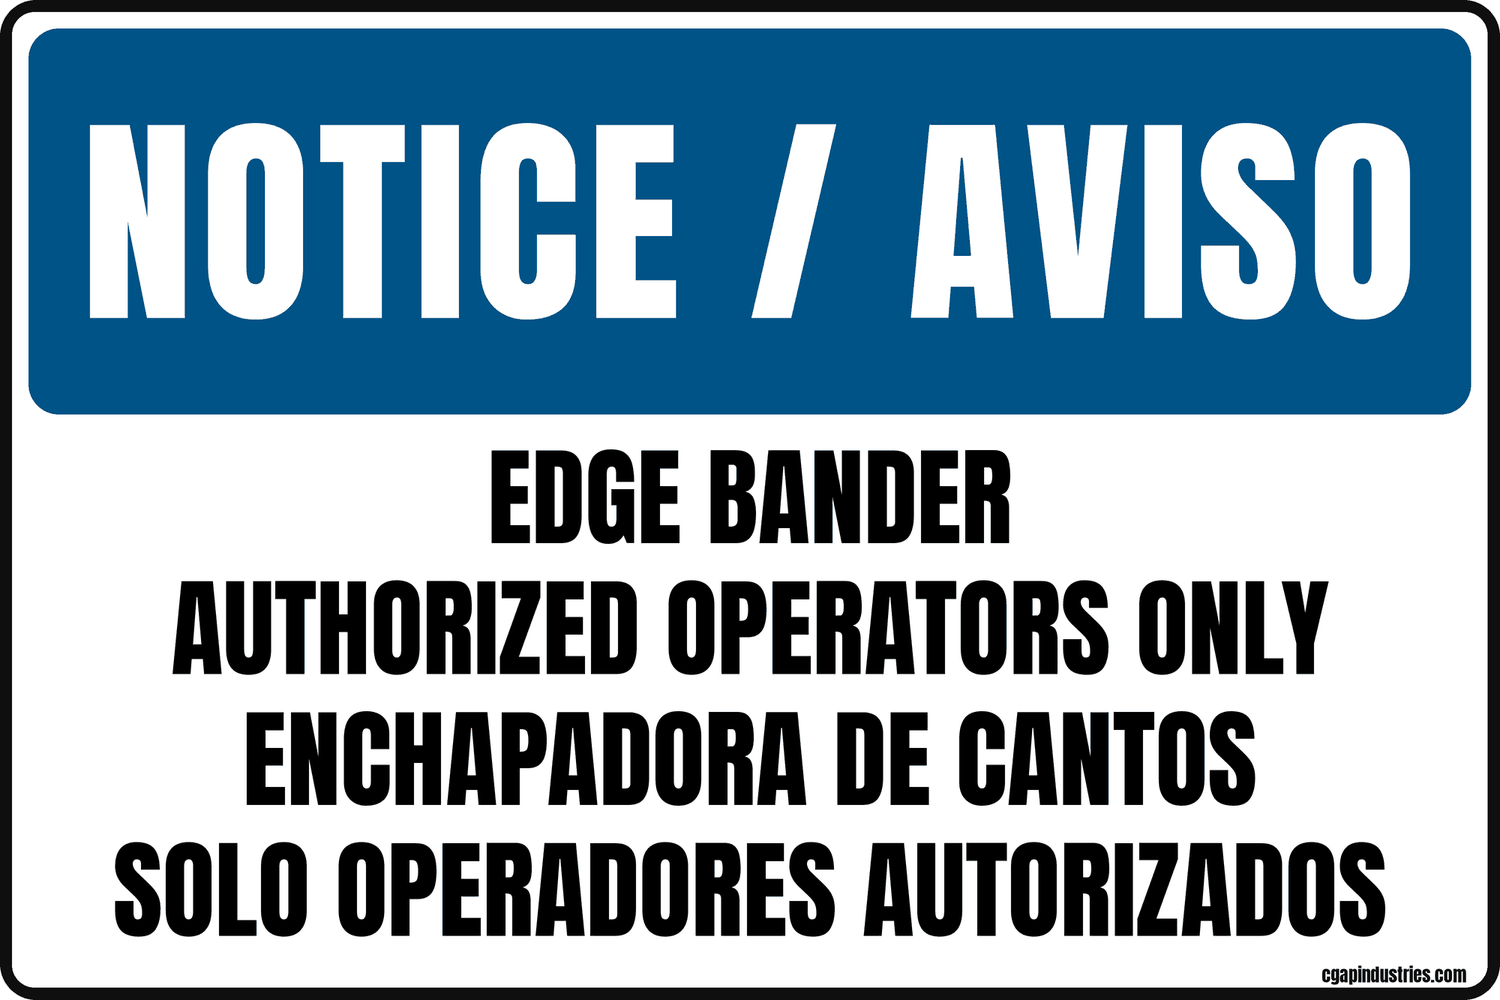 NOTICE / AVISO
EDGE BANDER
AUTHORIZED OPERATORS ONLY
ENCHAPADORA DE CANTOS
SOLO OPERADORES AUTORIZADOS
cgapindustries.com